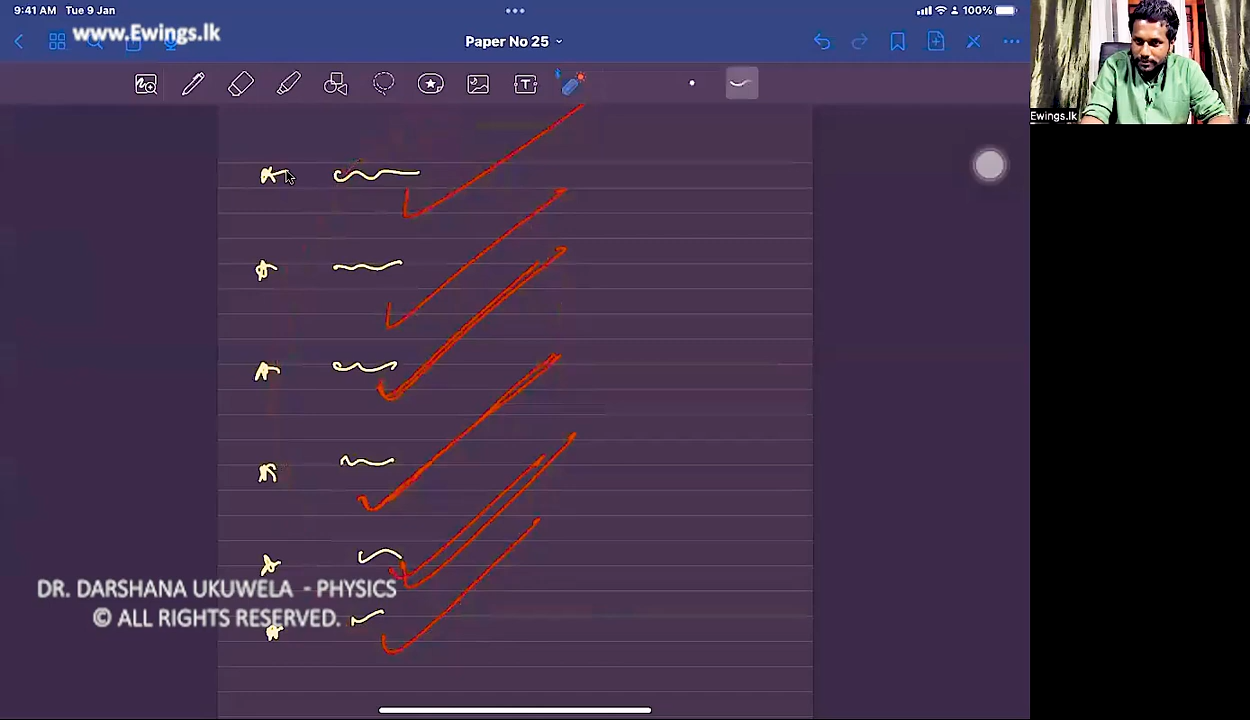 9:41 AM Tue 9 Jan
100%
www.Ewings.lk
Paper No 25
Ewings.lk
DR. DARSHANA UKUWELA - PHYSICS
© ALL RIGHTS RESERVED.